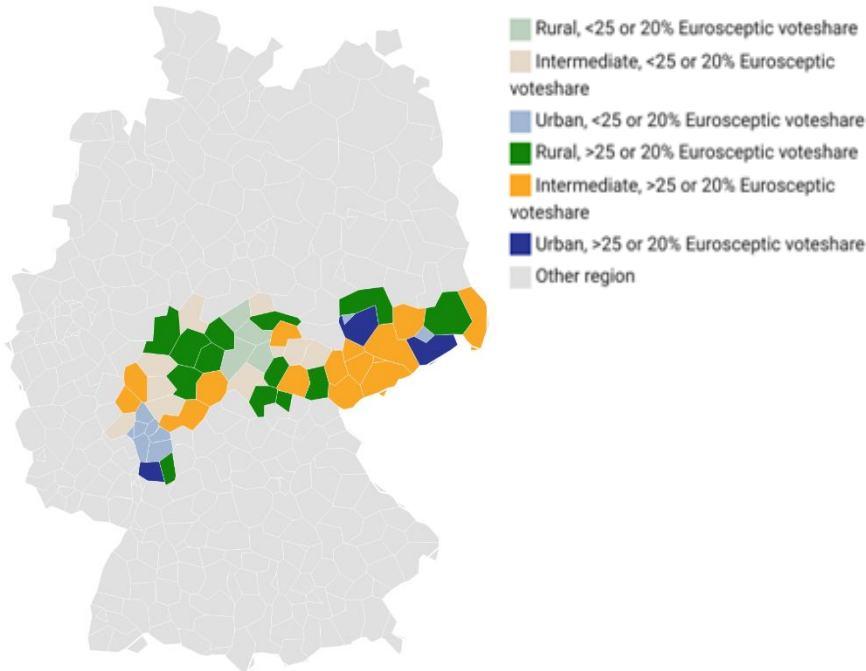 Rural, <25 or 20% Eurosceptic voteshare
Intermediate, <25 or 20% Eurosceptic
voteshare
Urban, <25 or 20% Eurosceptic voteshare
Rural, >25 or 20% Eurosceptic voteshare
Intermediate, >25 or 20% Eurosceptic
voteshare
Urban, >25 or 20% Eurosceptic voteshare
Other region